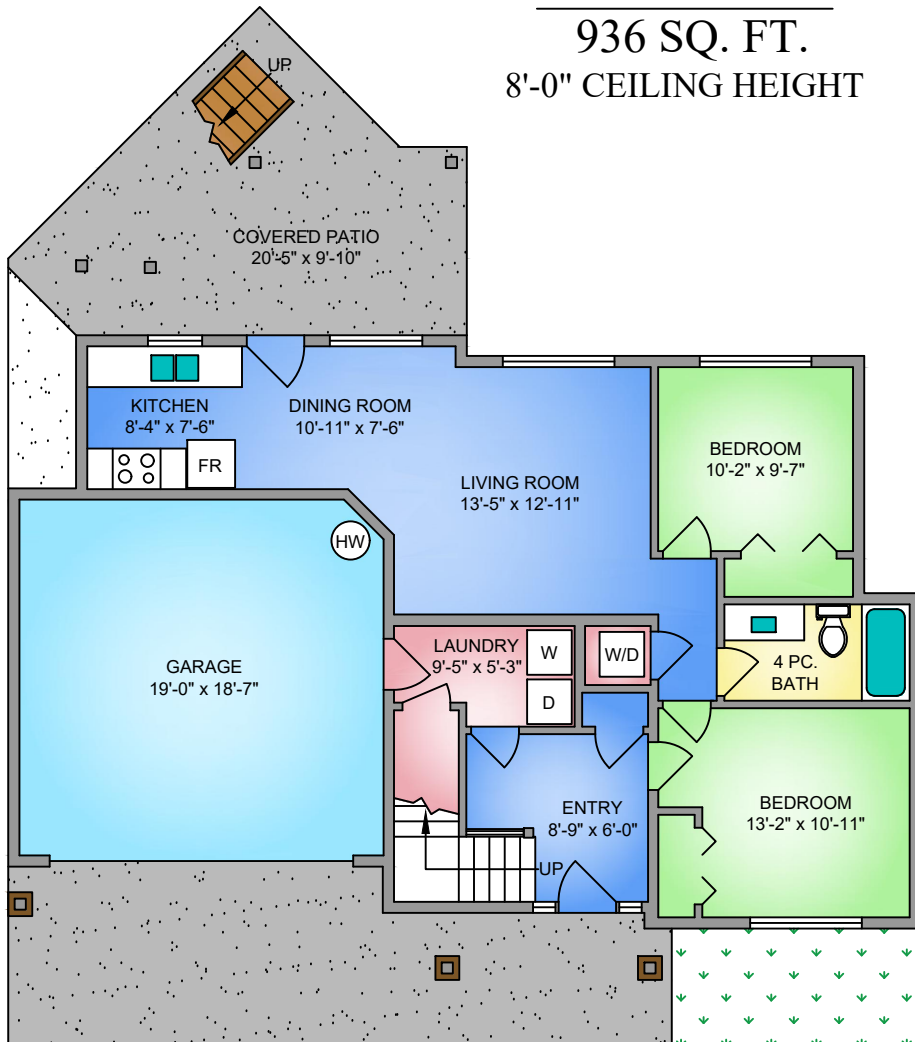 936 SQ. FT.
8'-0" CEILING HEIGHT
UP
COVERED PATIO
20'-5" x 9'-10"
KITCHEN
8'-4" x 7'-6"
DINING ROOM
10'-11" x 7'-6"
FR
LIVING ROOM
13'-5" x 12'-11"
BEDROOM
10'-2" x 9'-7"
HW
GARAGE
19'-0" x 18'-7"
LAUNDRY
9'-5" x 5'-3"
W
D
W/D
4 PC.
BATH
ENTRY
8'-9" x 6'-0"
UP
BEDROOM
13'-2" x 10'-11"